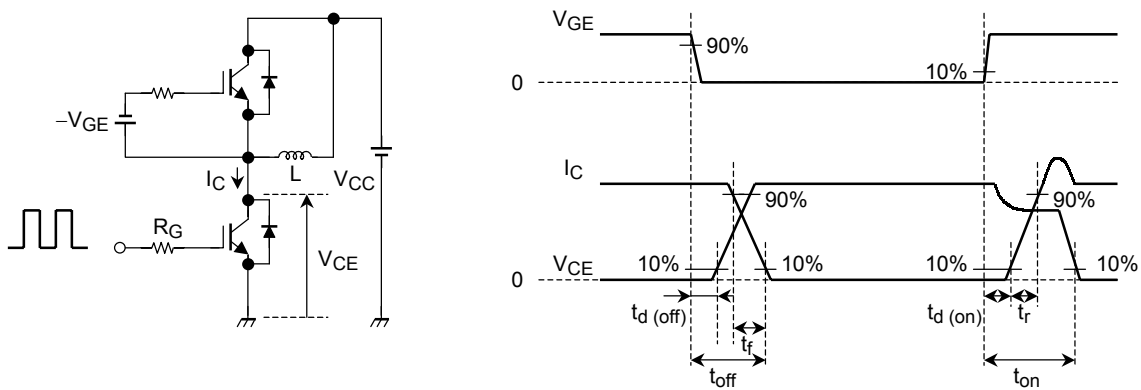 −VGE
IC
L
VCC
RG
VCE
VGE
90%
10%
0
IC
90%
90%
VCE
10%
10%
10%
10%
0
td (off)
tf
toff
td (on)
tr
ton